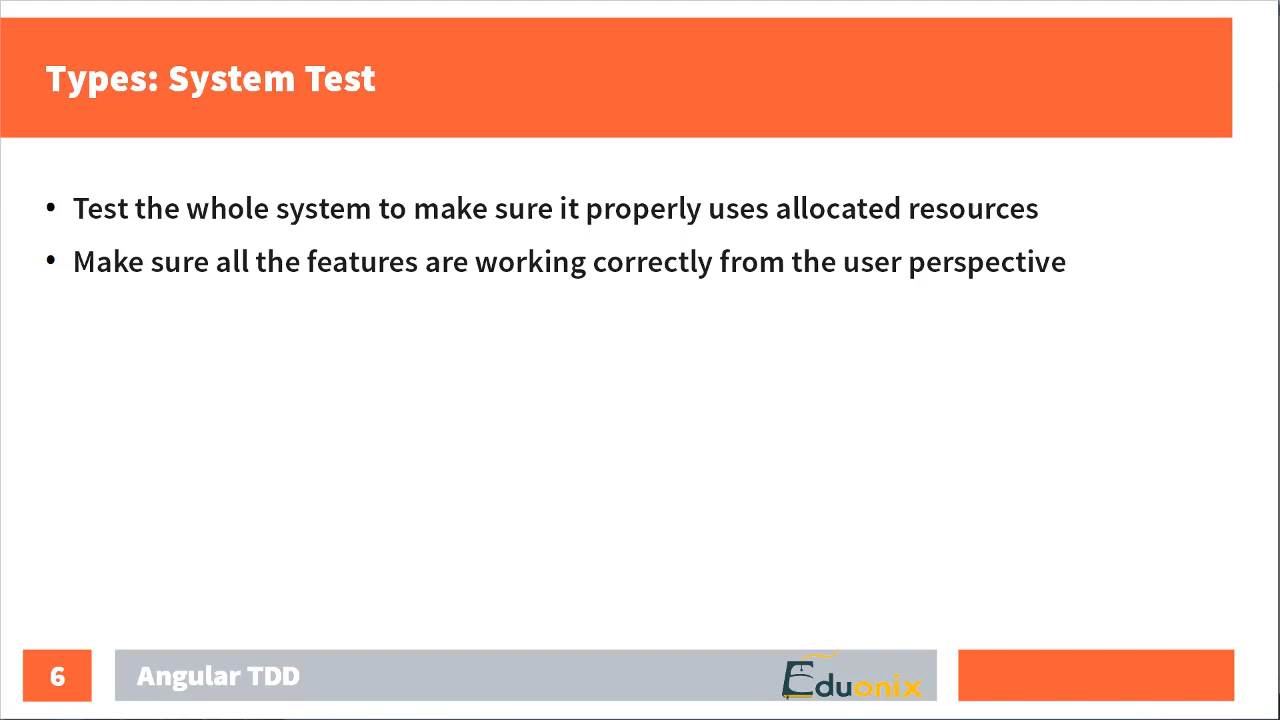 Types: System Test
• Test the whole system to make sure it properly uses allocated resources
• Make sure all the features are working correctly from the user perspective
6
Angular TDD
Eduonix